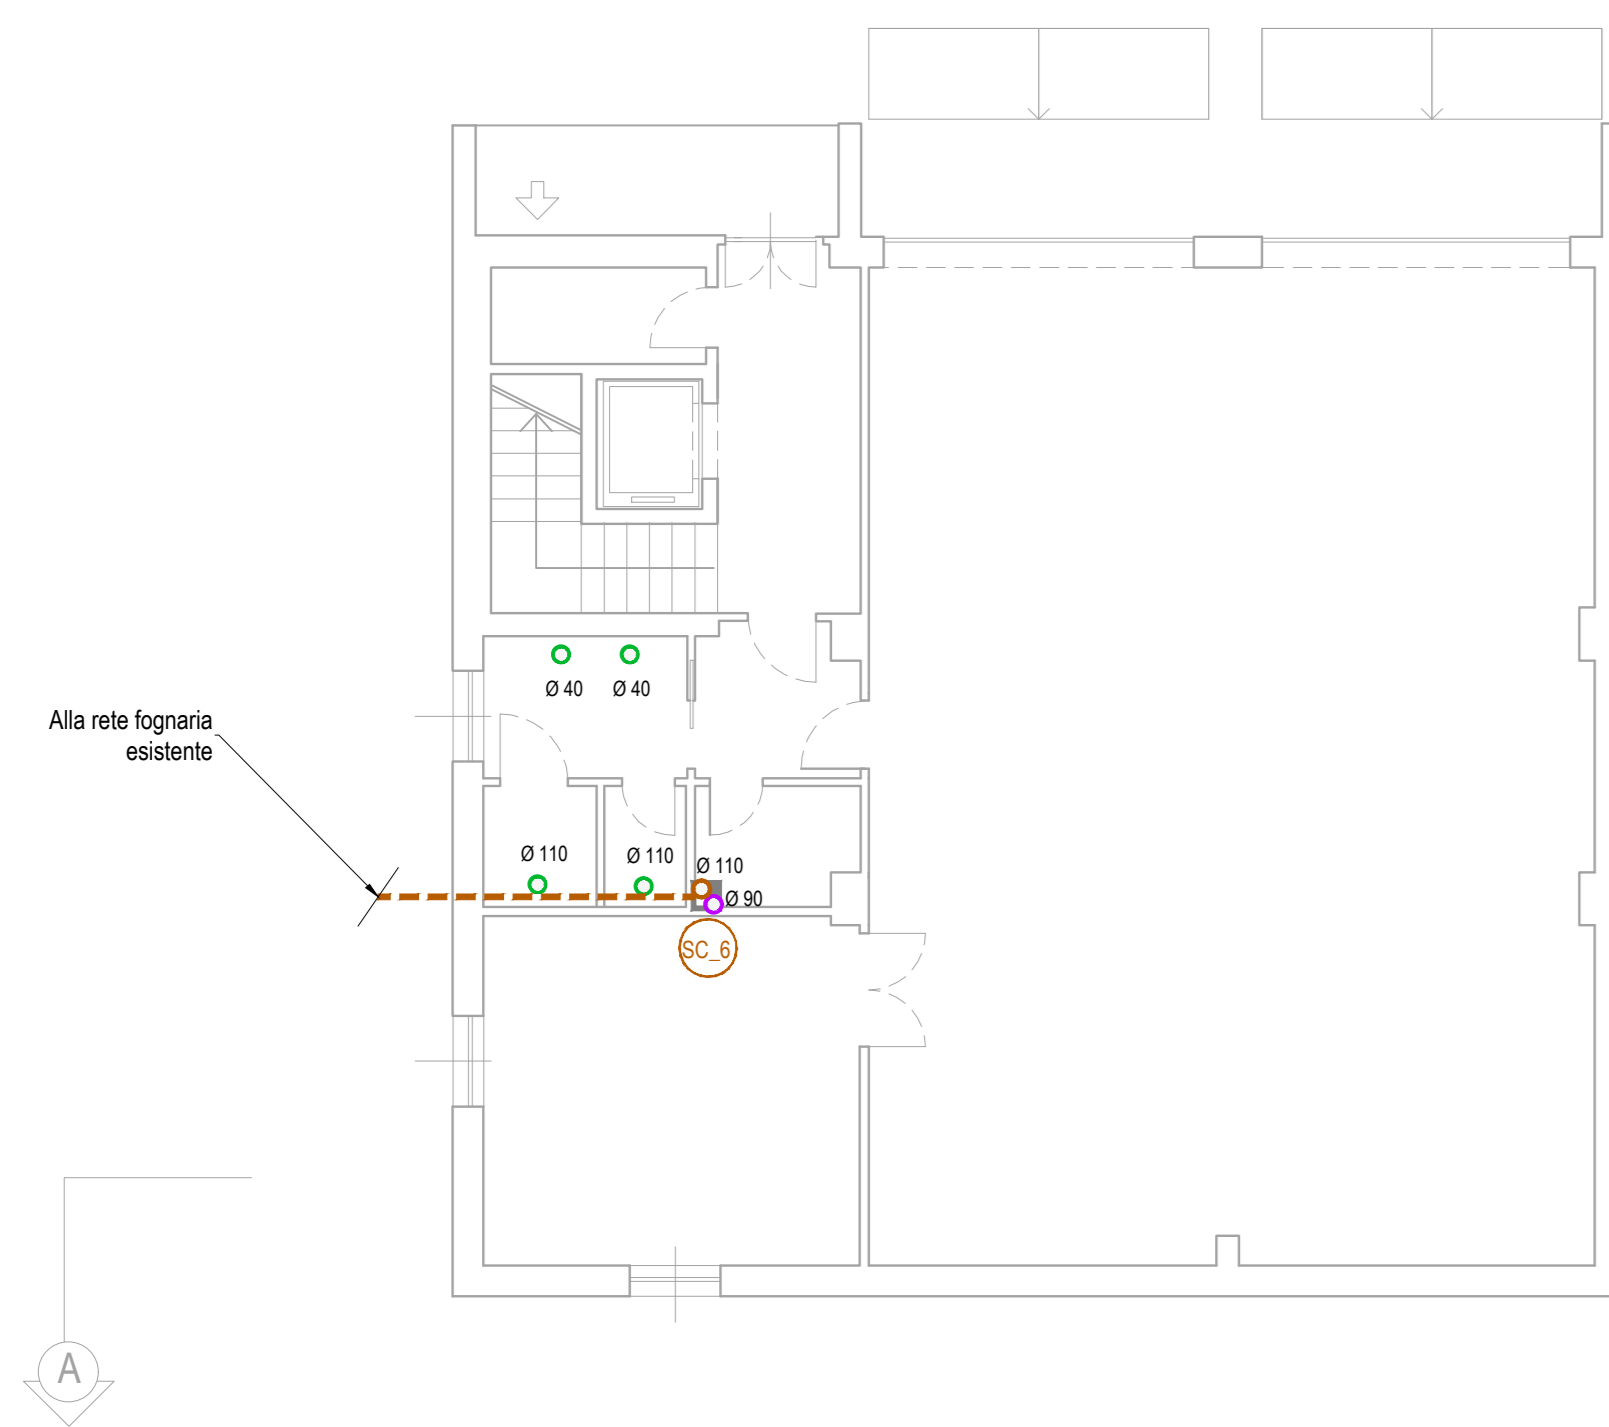 Ø 40
Ø 40
Alla rete fognaria
esistente
Ø 110
Ø 110
Ø 110
Ø 90
SC_6
A